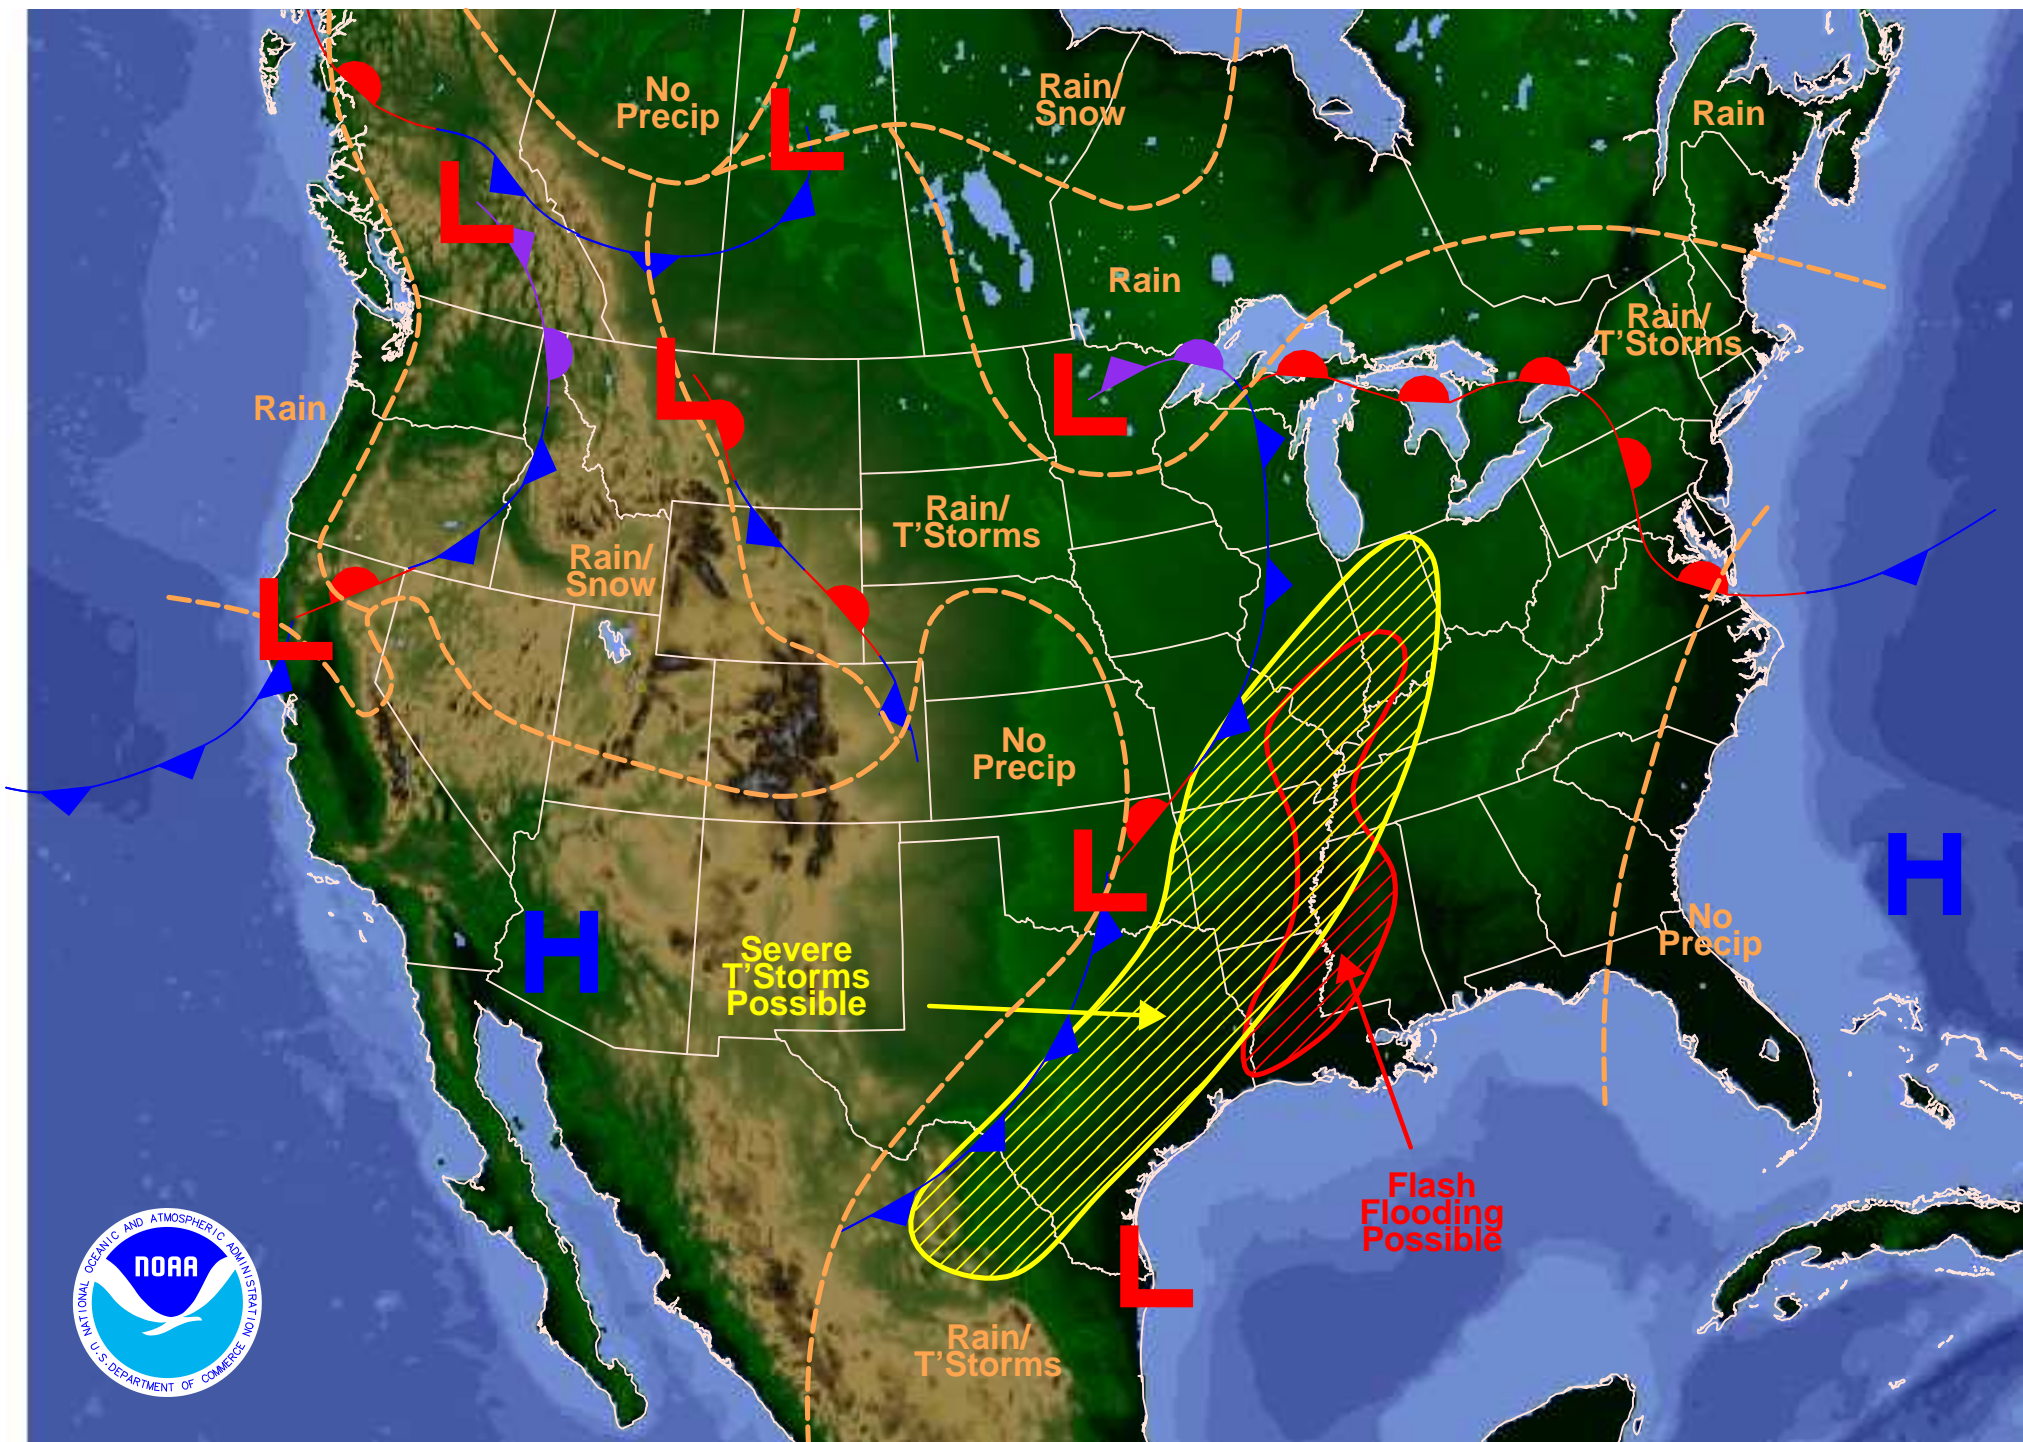 No
Precip
Rain/
Snow
Rain
L
L
Rain
Rain/
T'Storms
L
L
Rain
Rain/
T'Storms
Rain/
Snow
L
No
Precip
L
H
H
No
Precip
Severe
T'Storms
Possible
Flash
Flooding
Possible
L
Rain/
T'Storms
NATIONAL OCEANIC AND ATMOSPHERIC ADMINISTRATION
NOAA
U.S. DEPARTMENT OF COMMERCE